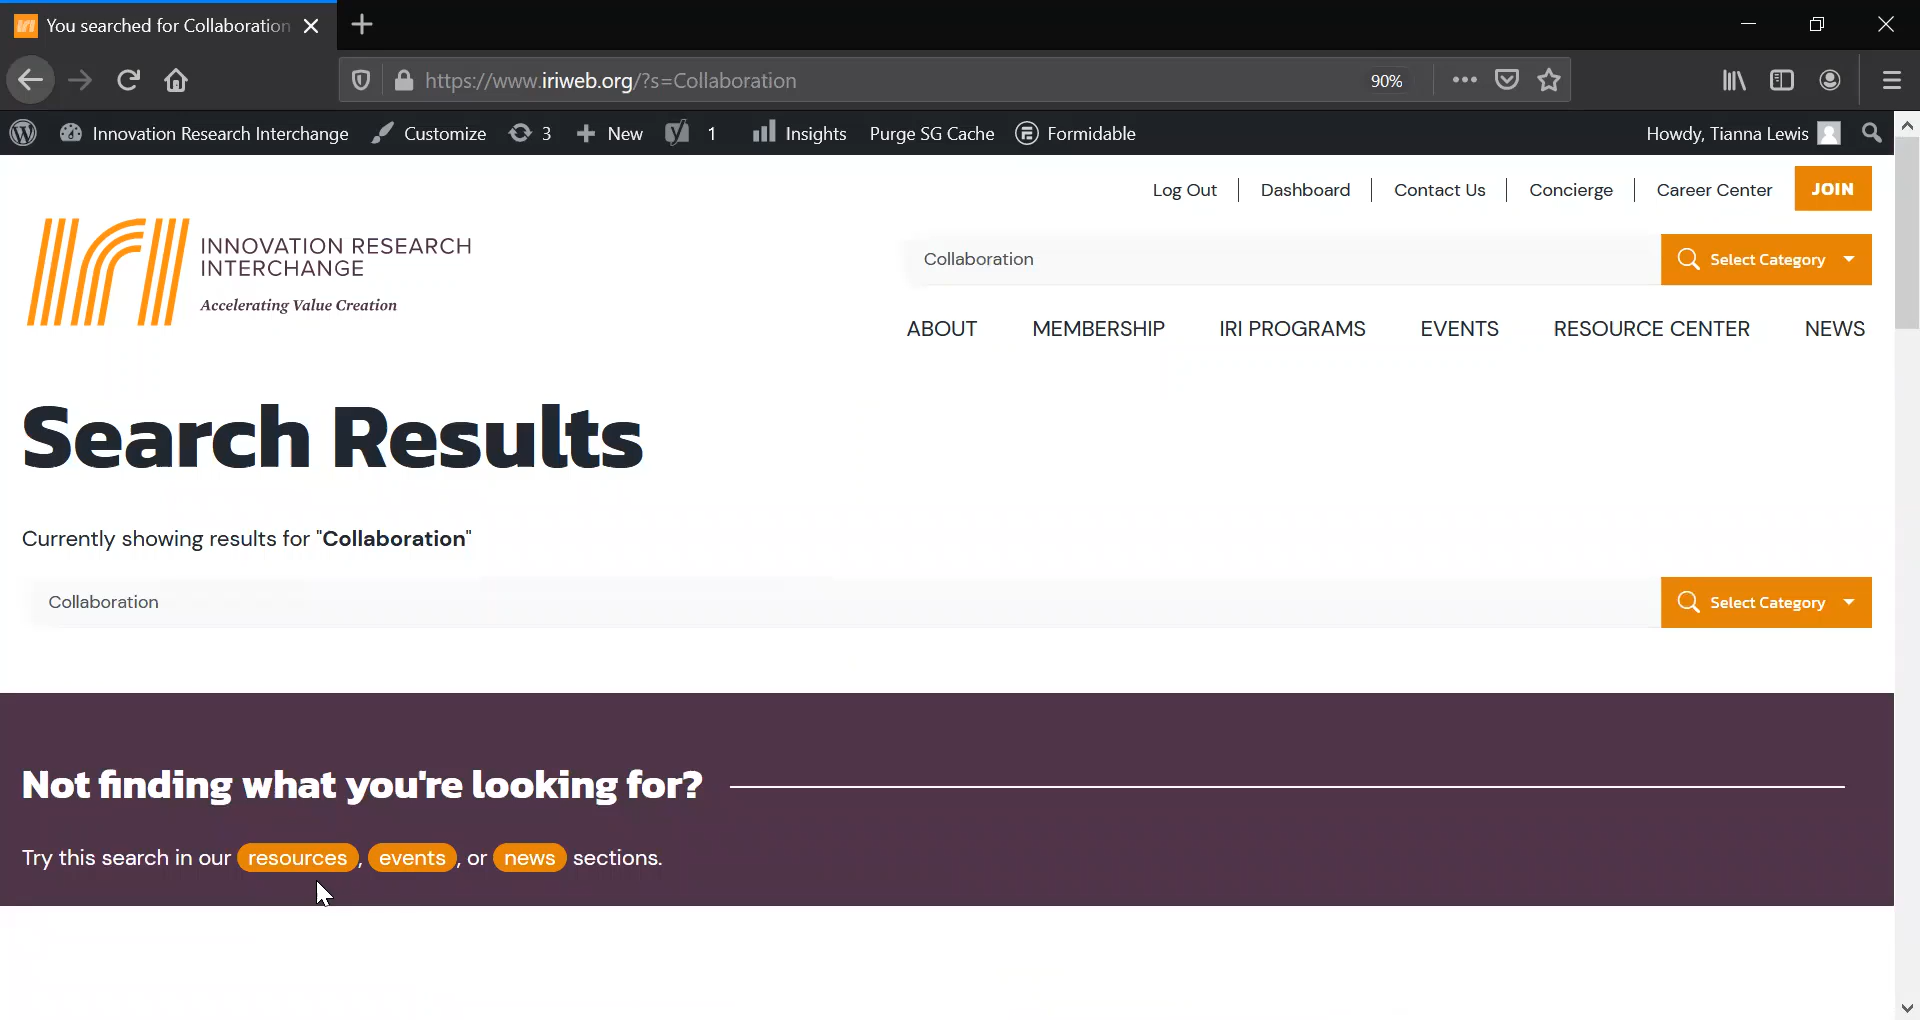 You searched for Collaboration
https://www.iriweb.org/?s=Collaboration
90%
Innovation Research Interchange
Customize
3
New
1
Insights
Purge SG Cache
Formidable
Howdy, Tianna Lewis
Log Out
Dashboard
Contact Us
Concierge
Career Center
JOIN
INNOVATION RESEARCH
INTERCHANGE
Accelerating Value Creation
Collaboration
Select Category
ABOUT
MEMBERSHIP
IRI PROGRAMS
EVENTS
RESOURCE CENTER
NEWS
Search Results
Currently showing results for "Collaboration"
Collaboration
Select Category
Not finding what you're looking for?
Try this search in our resources, events, or news sections.